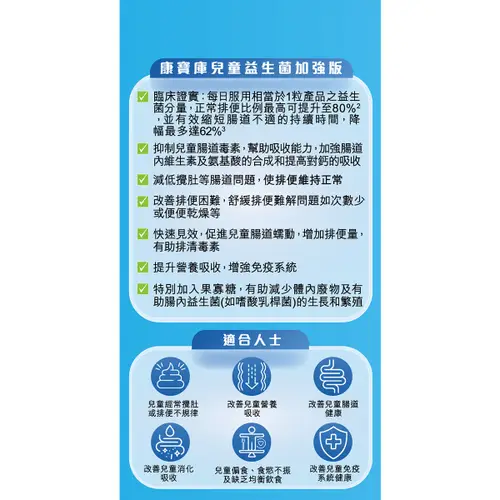 康寶庫兒童益生菌加強版
臨床證實：每日服用相當於1粒產品之益生
菌分量，正常排便比例最高可提升至80%²
，並有效縮短腸道不適的持續時間，降
幅最多達62%³
抑制兒童腸道毒素，幫助吸收能力，加強腸道
內維生素及氨基酸的合成和提高對鈣的吸收
減低攪肚等腸道問題，使排便維持正常
改善排便困難，舒緩排便難解問題如次數少
或便便乾燥等
快速見效，促進兒童腸道蠕動，增加排便量，
有助排清毒素
提升營養吸收，增強免疫系統
特別加入果寡糖，有助減少體內廢物及有
助腸內益生菌(如嗜酸乳桿菌)的生長和繁殖
適合人士
兒童經常攪肚
或排便不規律
改善兒童營養
吸收
改善兒童腸道
健康
改善兒童消化
吸收
兒童偏食、食慾不振
及缺乏均衡飲食
改善兒童免疫
系統健康